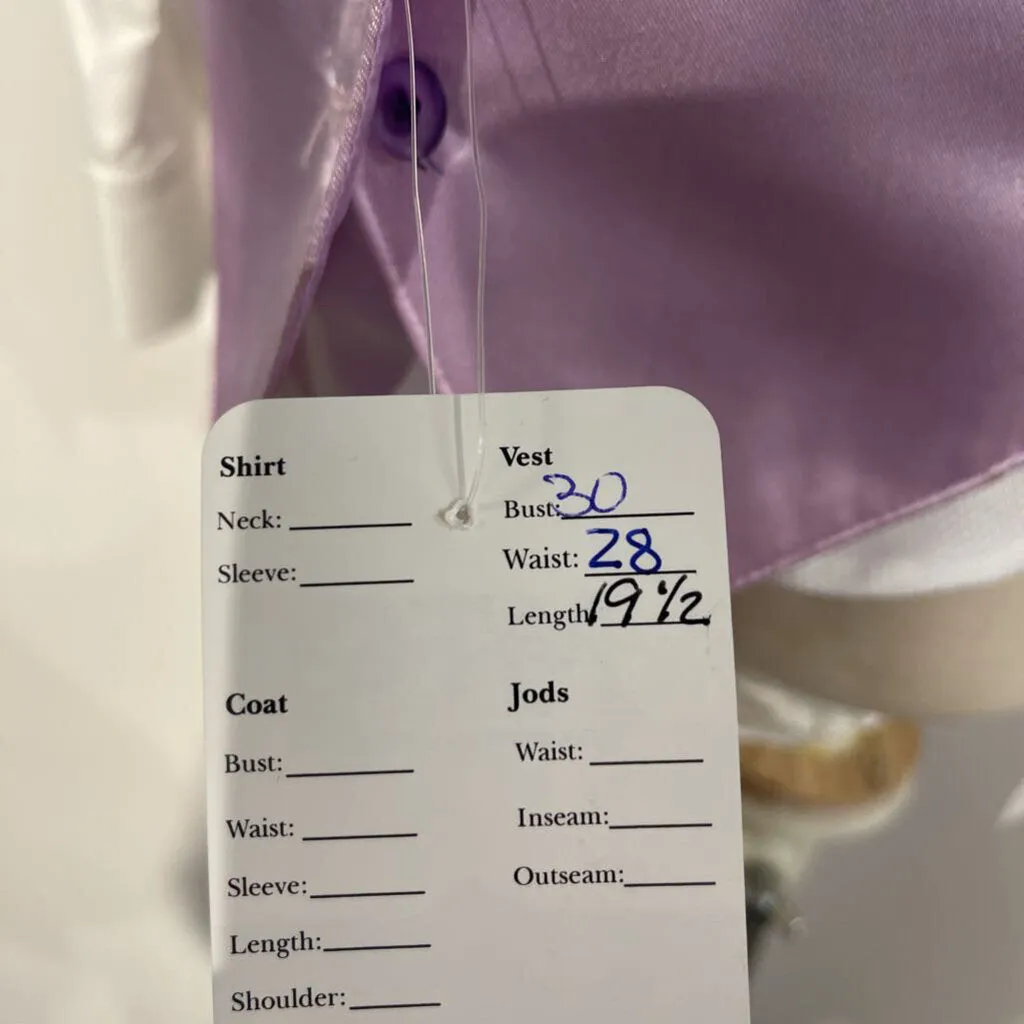 Shirt
Neck:
Sleeve:
Vest
Bust: 30
Waist: 28
Length 19 1/2
Coat
Bust:
Waist:
Sleeve:
Length:
Shoulder:
Jods
Waist:
Inseam:
Outseam: